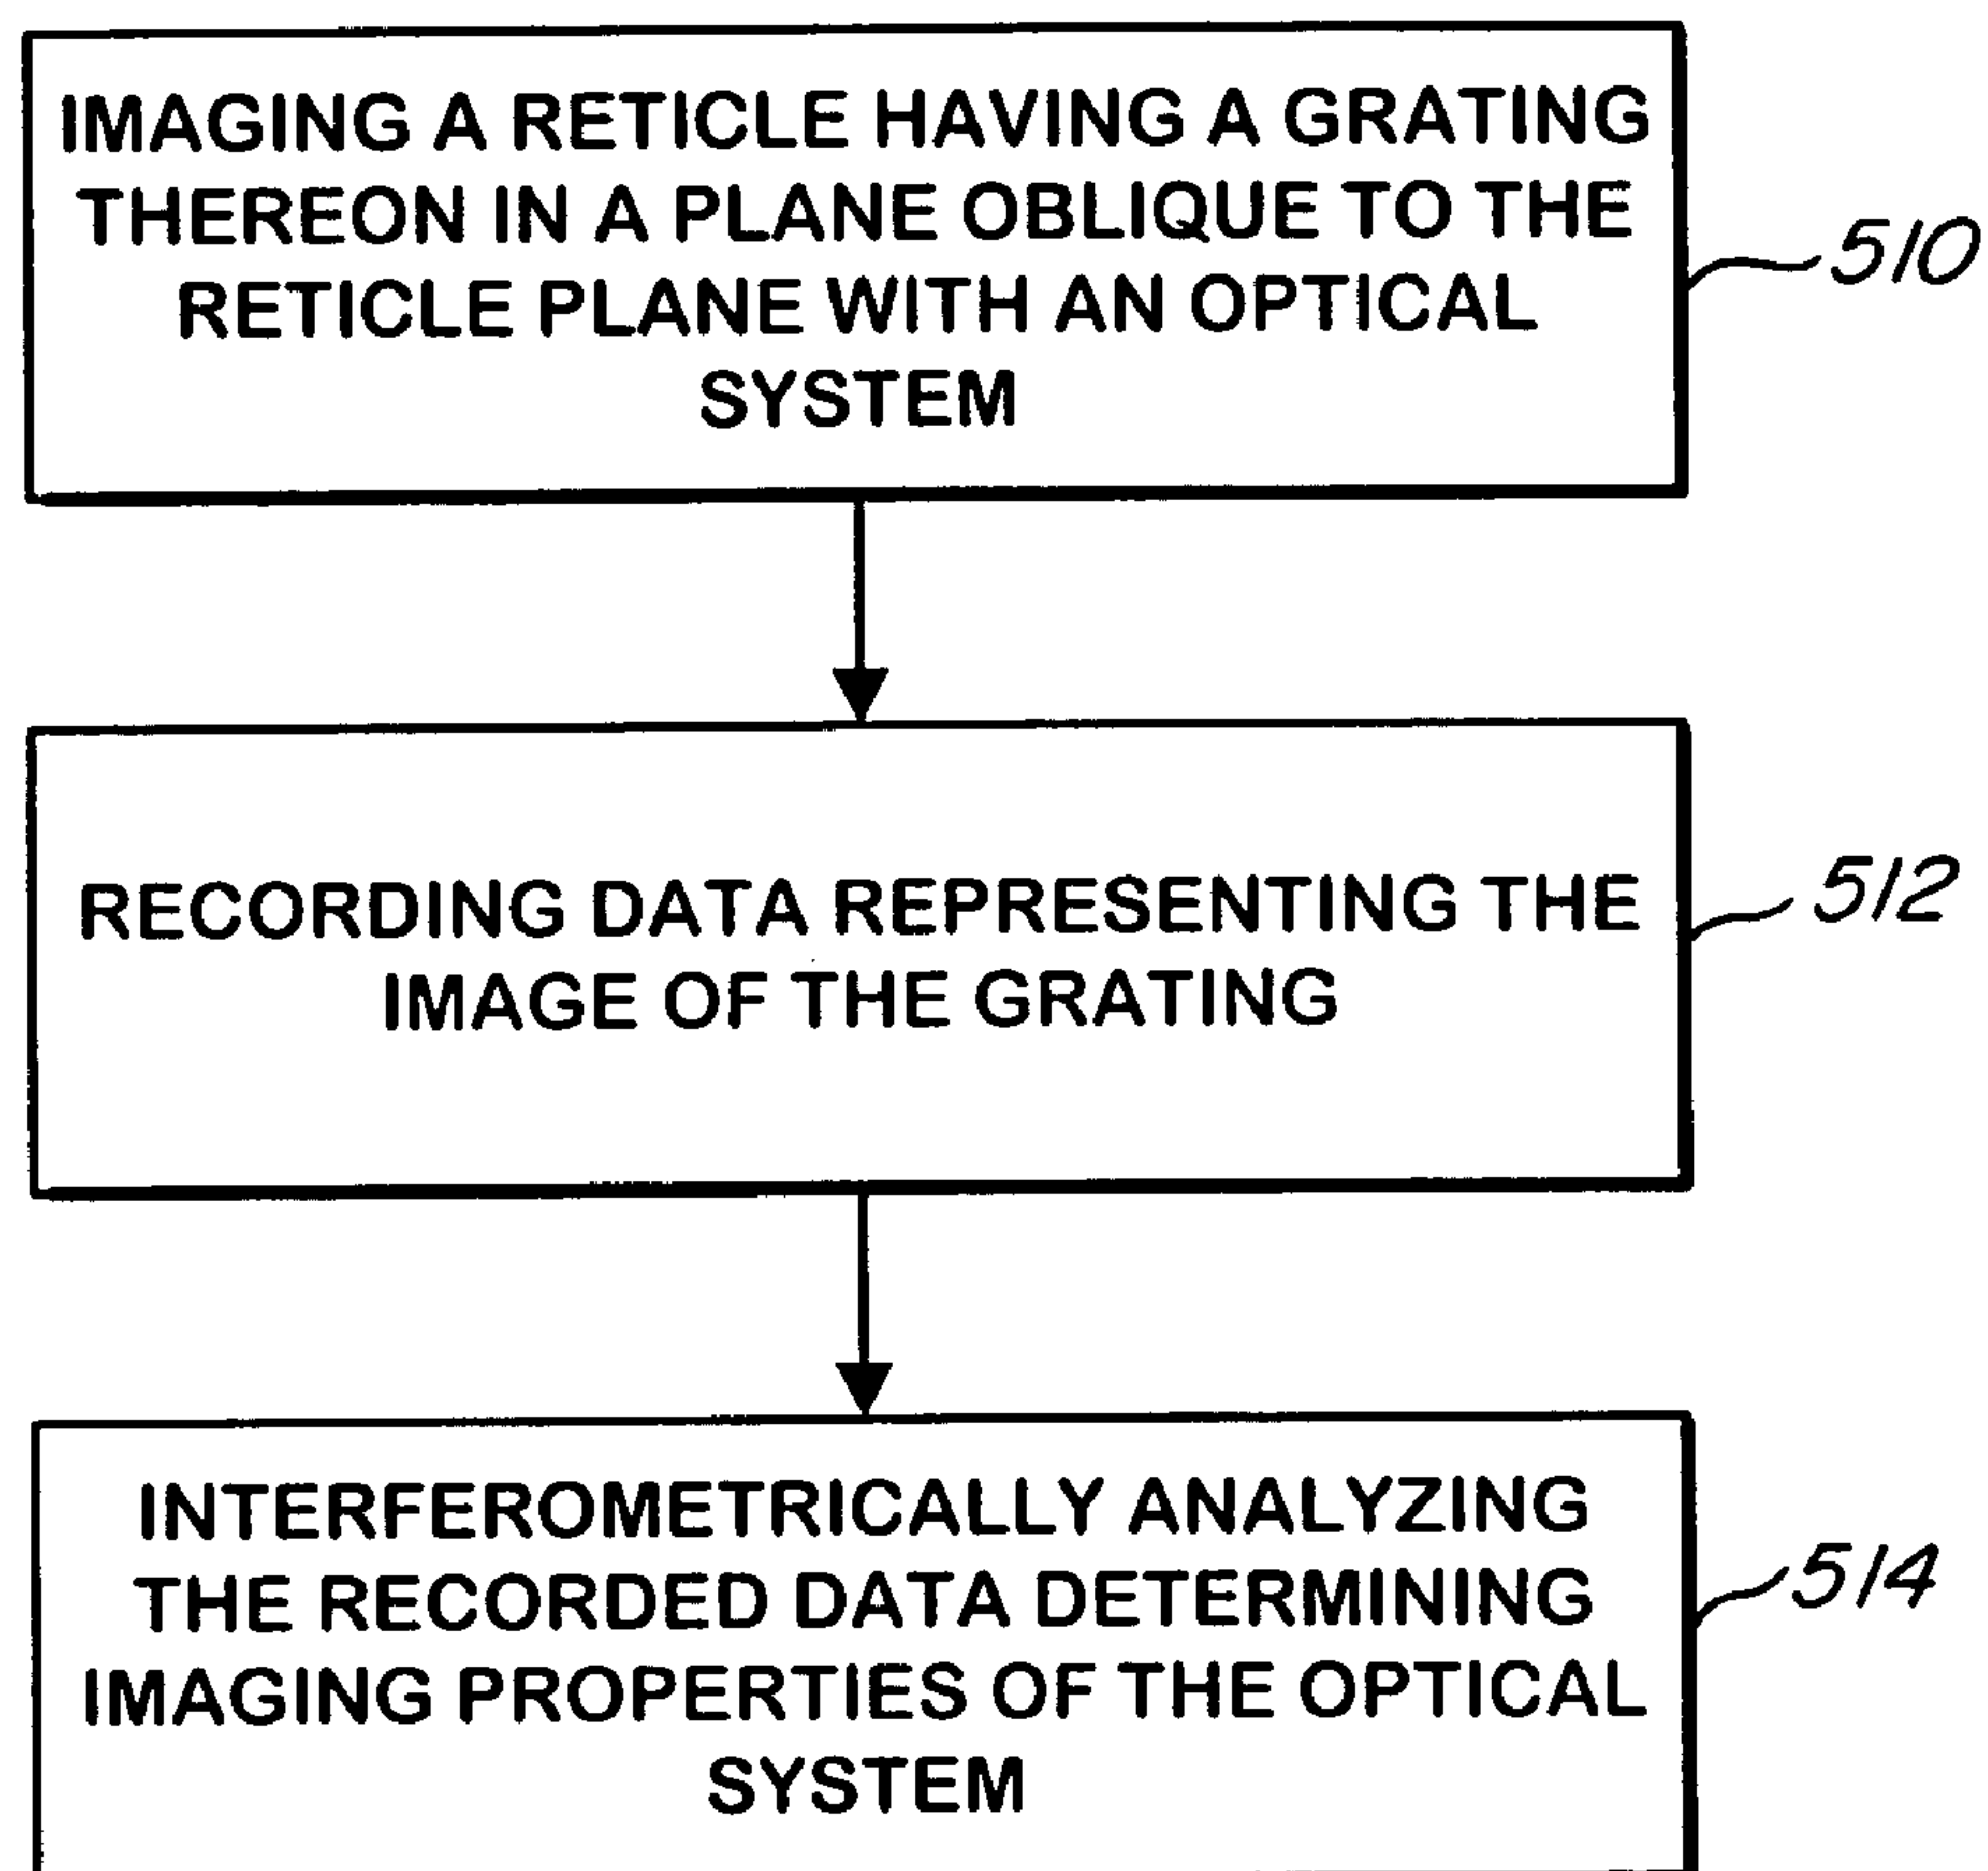 IMAGING A RETICLE HAVING A GRATING
THEREON IN A PLANE OBLIQUE TO THE
RETICLE PLANE WITH AN OPTICAL
SYSTEM
510
RECORDING DATA REPRESENTING THE
IMAGE OF THE GRATING
512
INTERFEROMETRICALLY ANALYZING
THE RECORDED DATA DETERMINING
IMAGING PROPERTIES OF THE OPTICAL
SYSTEM
514